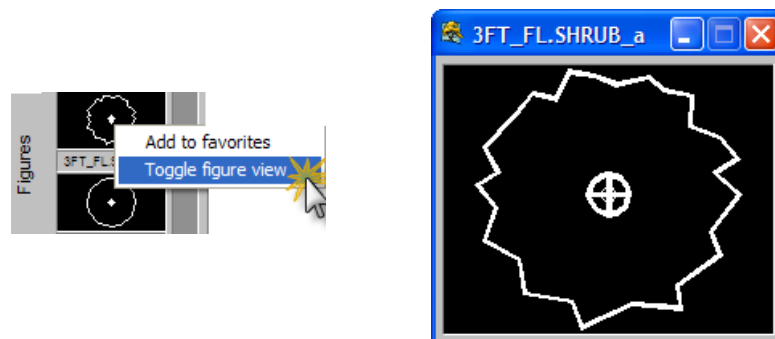 3FT_FL.SHRUB_a
Figures
Add to favorites
3FT_FL.S
Toggle figure view